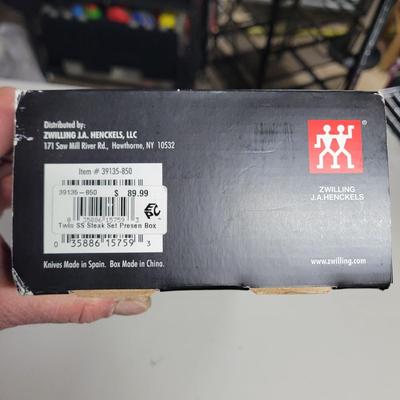 Distributed by:
ZWILLING J.A. HENCKELS, LLC
171 Saw Mill River Rd., Hawthorne, NY 10532
Item # 39135-850
39135-850 $ 89.99
0 35886 15759 3
Twin SS Steak Set Presen Box
0 35886 15759 3
Knives Made in Spain. Box Made in China.
ZWILLING
J.A.HENCKELS
www.zwilling.com